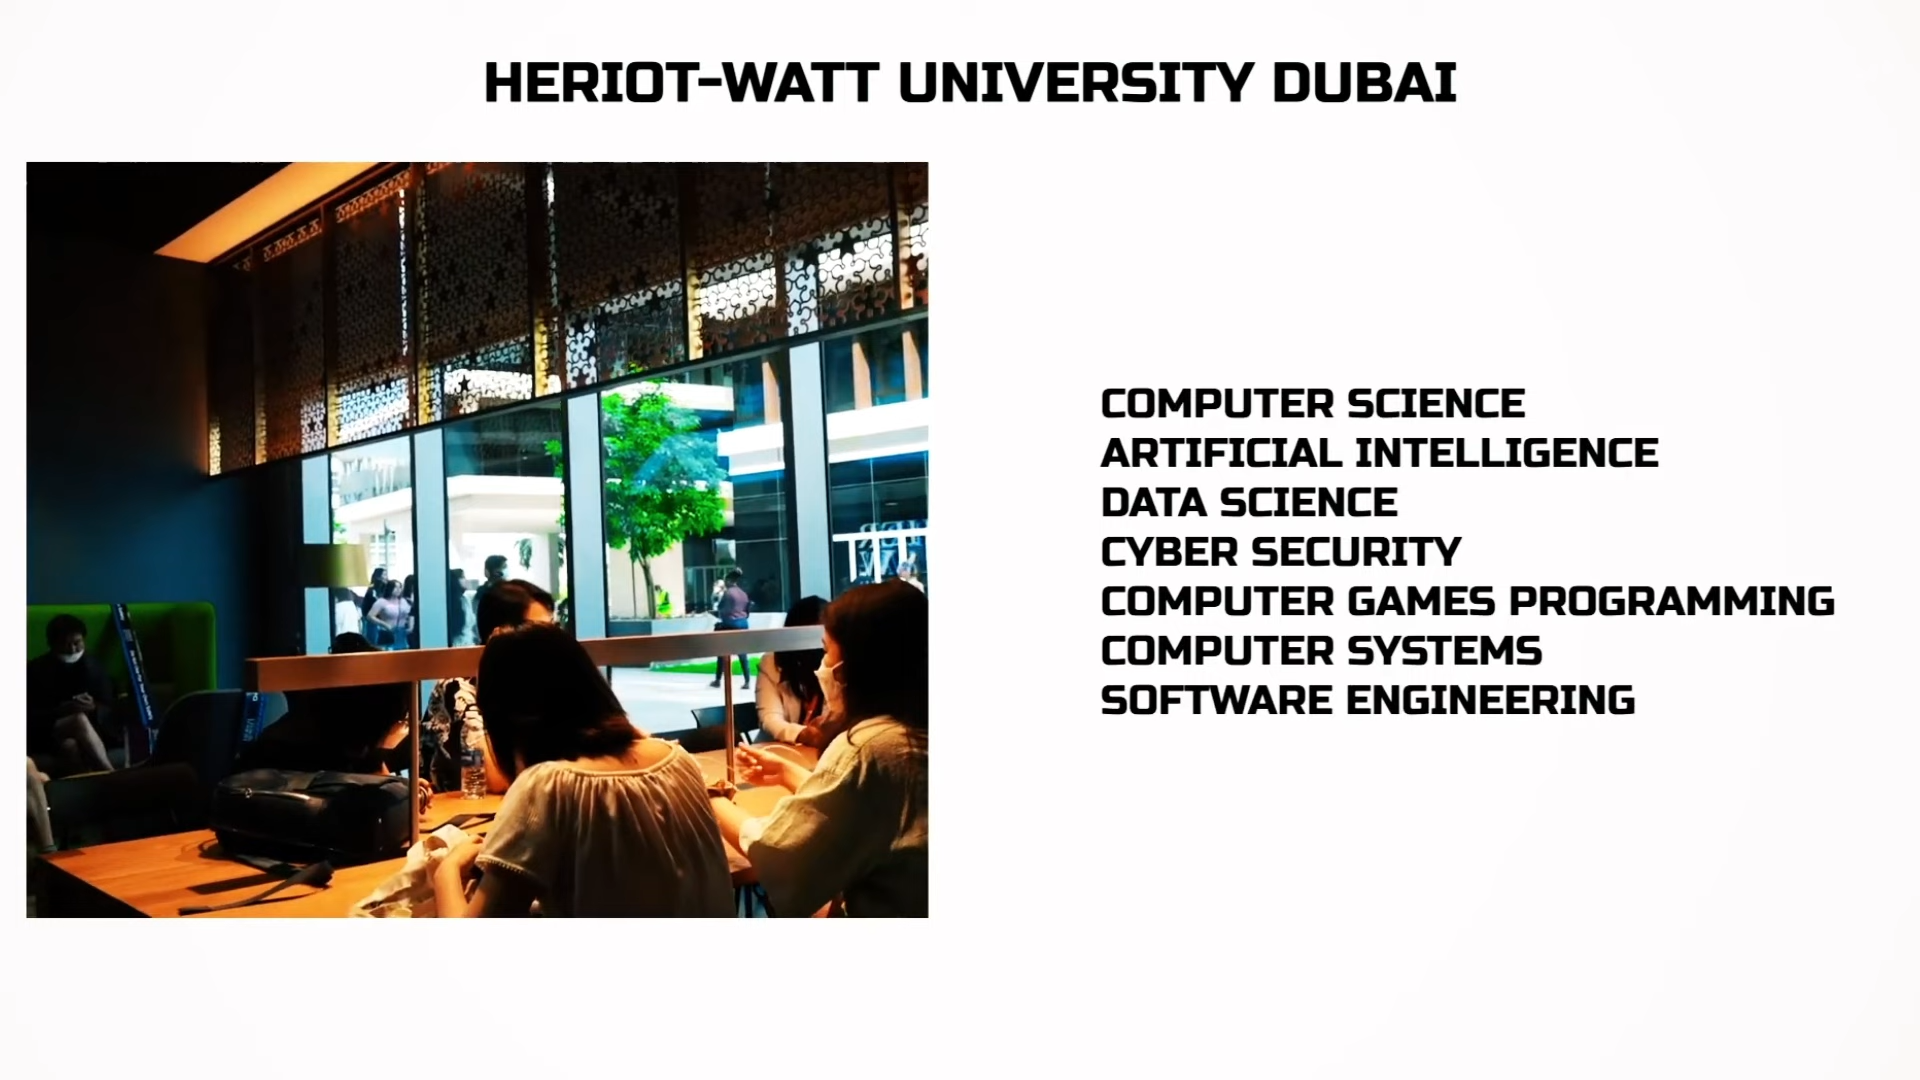 HERIOT-WATT UNIVERSITY DUBAI
COMPUTER SCIENCE
ARTIFICIAL INTELLIGENCE
DATA SCIENCE
CYBER SECURITY
COMPUTER GAMES PROGRAMMING
COMPUTER SYSTEMS
SOFTWARE ENGINEERING